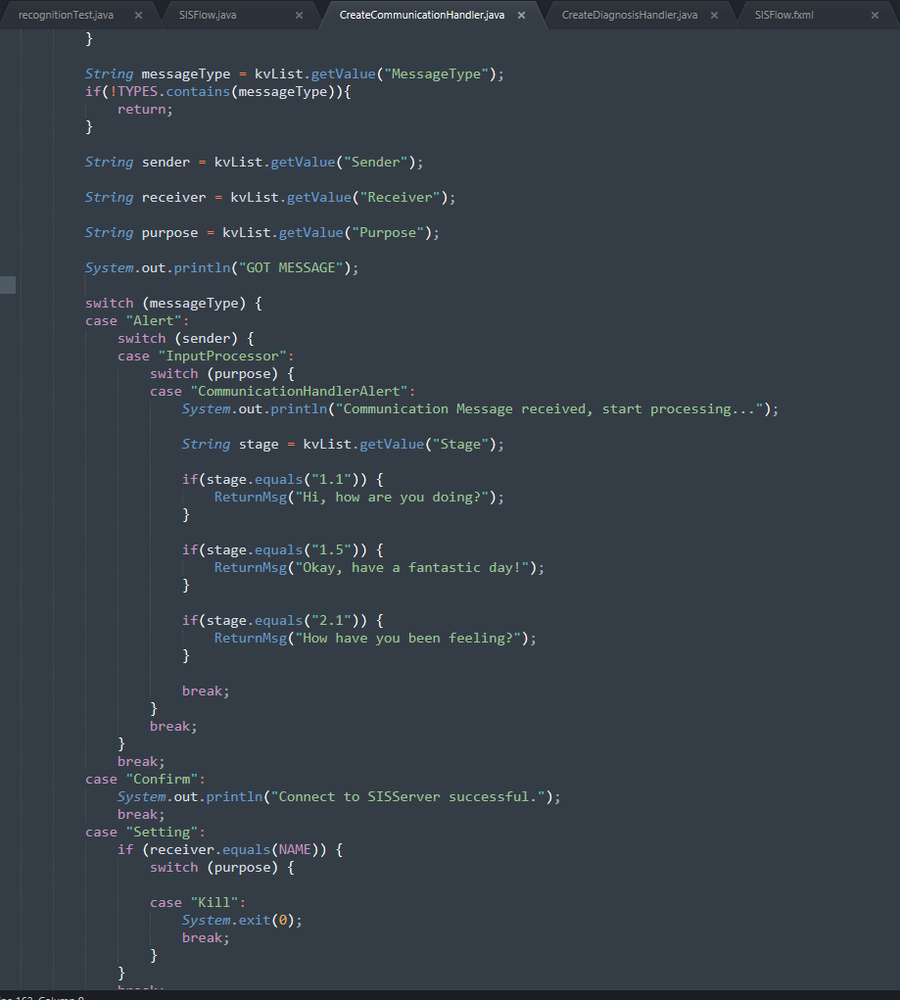 recognitionTest.java × SISFlow.java × CreateCommunicationHandler.java × CreateDiagnosisHandler.java × SISFlow.fxml ×
}
String messageType = kvList.getValue("MessageType");
if(!TYPES.contains(messageType)){
return;
}
String sender = kvList.getValue("Sender");
String receiver = kvList.getValue("Receiver");
String purpose = kvList.getValue("Purpose");
System.out.println("GOT MESSAGE");
switch (messageType) {
case "Alert":
switch (sender) {
case "InputProcessor":
switch (purpose) {
case "CommunicationHandlerAlert":
System.out.println("Communication Message received, start processing...");
String stage = kvList.getValue("Stage");
if(stage.equals("1.1")) {
ReturnMsg("Hi, how are you doing?");
}
if(stage.equals("1.5")) {
ReturnMsg("Okay, have a fantastic day!");
}
if(stage.equals("2.1")) {
ReturnMsg("How have you been feeling?");
}
break;
}
break;
}
break;
case "Confirm":
System.out.println("Connect to SISServer successful.");
break;
case "Setting":
if (receiver.equals(NAME)) {
switch (purpose) {
case "Kill":
System.exit(0);
break;
}
}